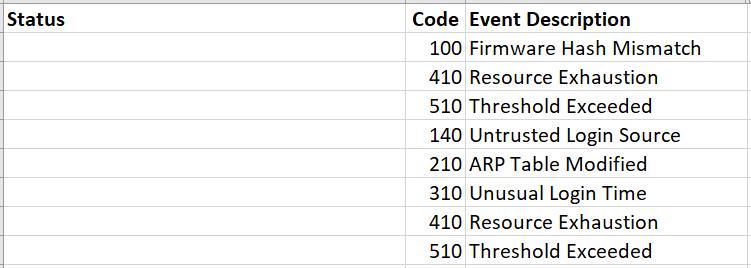 Status Code Event Description
100 Firmware Hash Mismatch
410 Resource Exhaustion
510 Threshold Exceeded
140 Untrusted Login Source
210 ARP Table Modified
310 Unusual Login Time
410 Resource Exhaustion
510 Threshold Exceeded